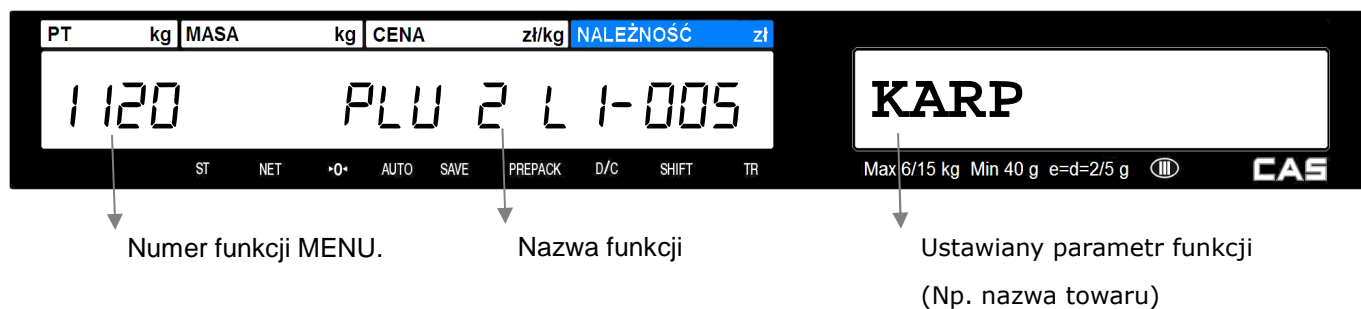 PT kg MASA kg CENA zł/kg NALEŻNOŚĆ zł
1120 PLU 2 L1-005
KARP
ST NET ▸0◂ AUTO SAVE PREPACK D/C SHIFT TR
Max 6/15 kg Min 40 g e=d=2/5 g III CAS
Numer funkcji MENU.
Nazwa funkcji
Ustawiany parametr funkcji
(Np. nazwa towaru)